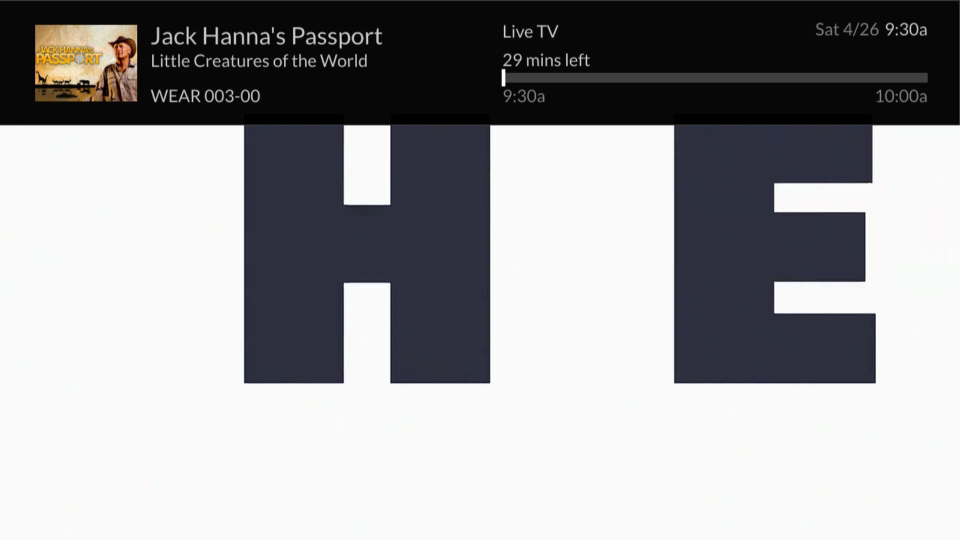 JACK HANNA'S
PASSPORT
Jack Hanna's Passport
Little Creatures of the World
WEAR 003-00
Live TV
29 mins left
Sat 4/26 9:30a
9:30a
10:00a
H E